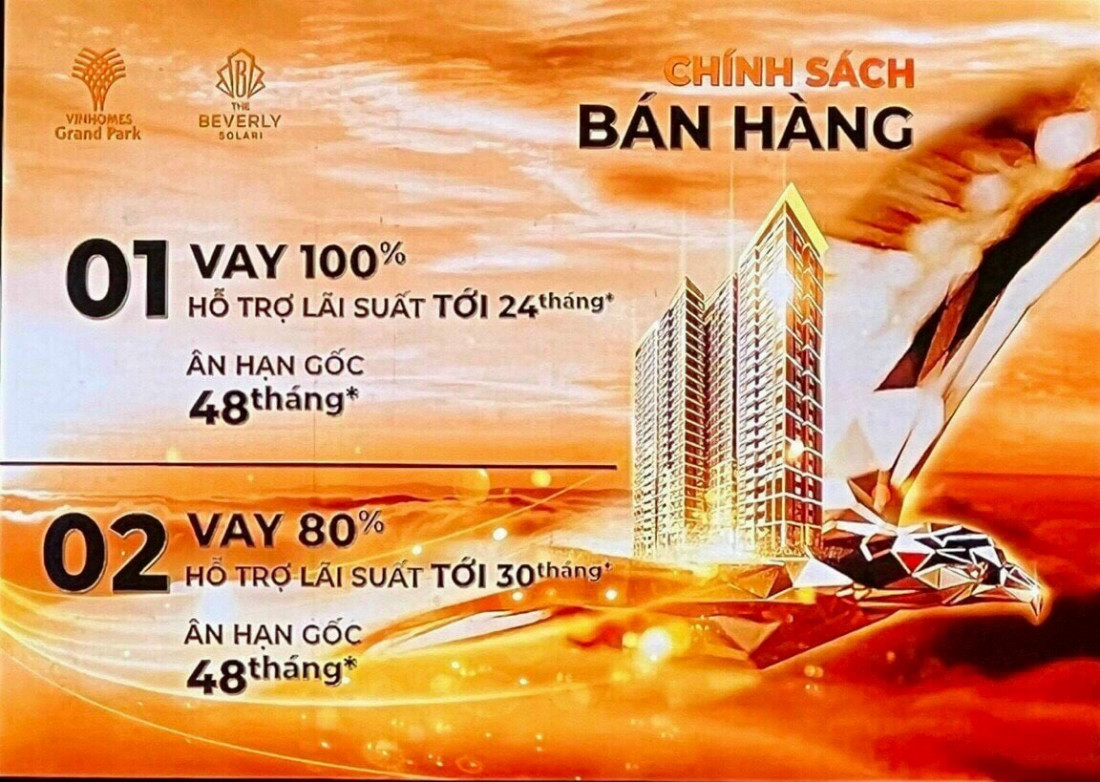 VINHOMES
Grand Park
THE
BEVERLY
SOLARI
CHÍNH SÁCH
BÁN HÀNG
01 VAY 100%
HỖ TRỢ LÃI SUẤT TỚI 24tháng*
ÂN HẠN GỐC
48tháng*
02 VAY 80%
HỖ TRỢ LÃI SUẤT TỚI 30tháng*
ÂN HẠN GỐC
48tháng*